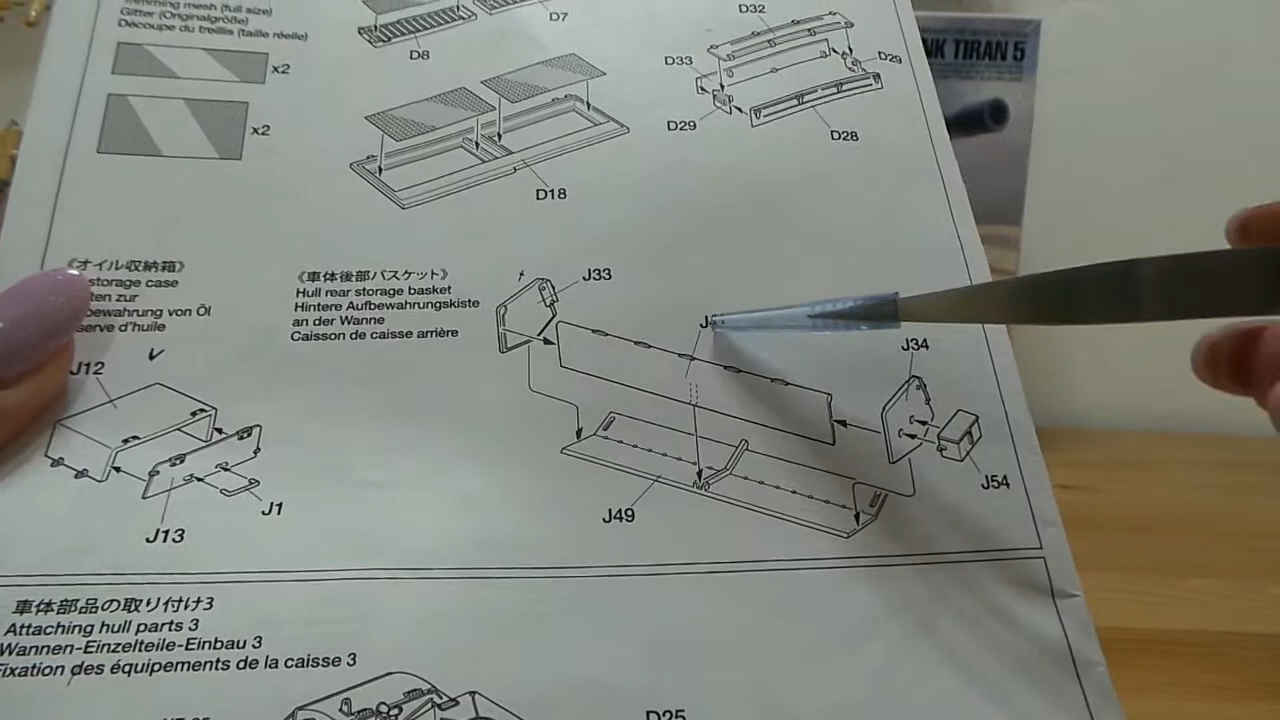 mesh (full size)
Gitter (Originalgröße)
Découpe du treillis (taille réelle)
x2
x2
D7
D8
D18
D32
D33
D29
D29
D28
NK TIRAN 5
《オイル収納箱》
storage case
ten zur
bewahrung von Öl
serve d'huile
J12
J13
J1
《車体後部バスケット》
Hull rear storage basket
Hintere Aufbewahrungskiste
an der Wanne
Caisson de caisse arrière
J33
J
J34
J54
J49
車体部品の取り付け3
Attaching hull parts 3
Wannen-Einzelteile-Einbau 3
Fixation des équipements de la caisse 3
D25